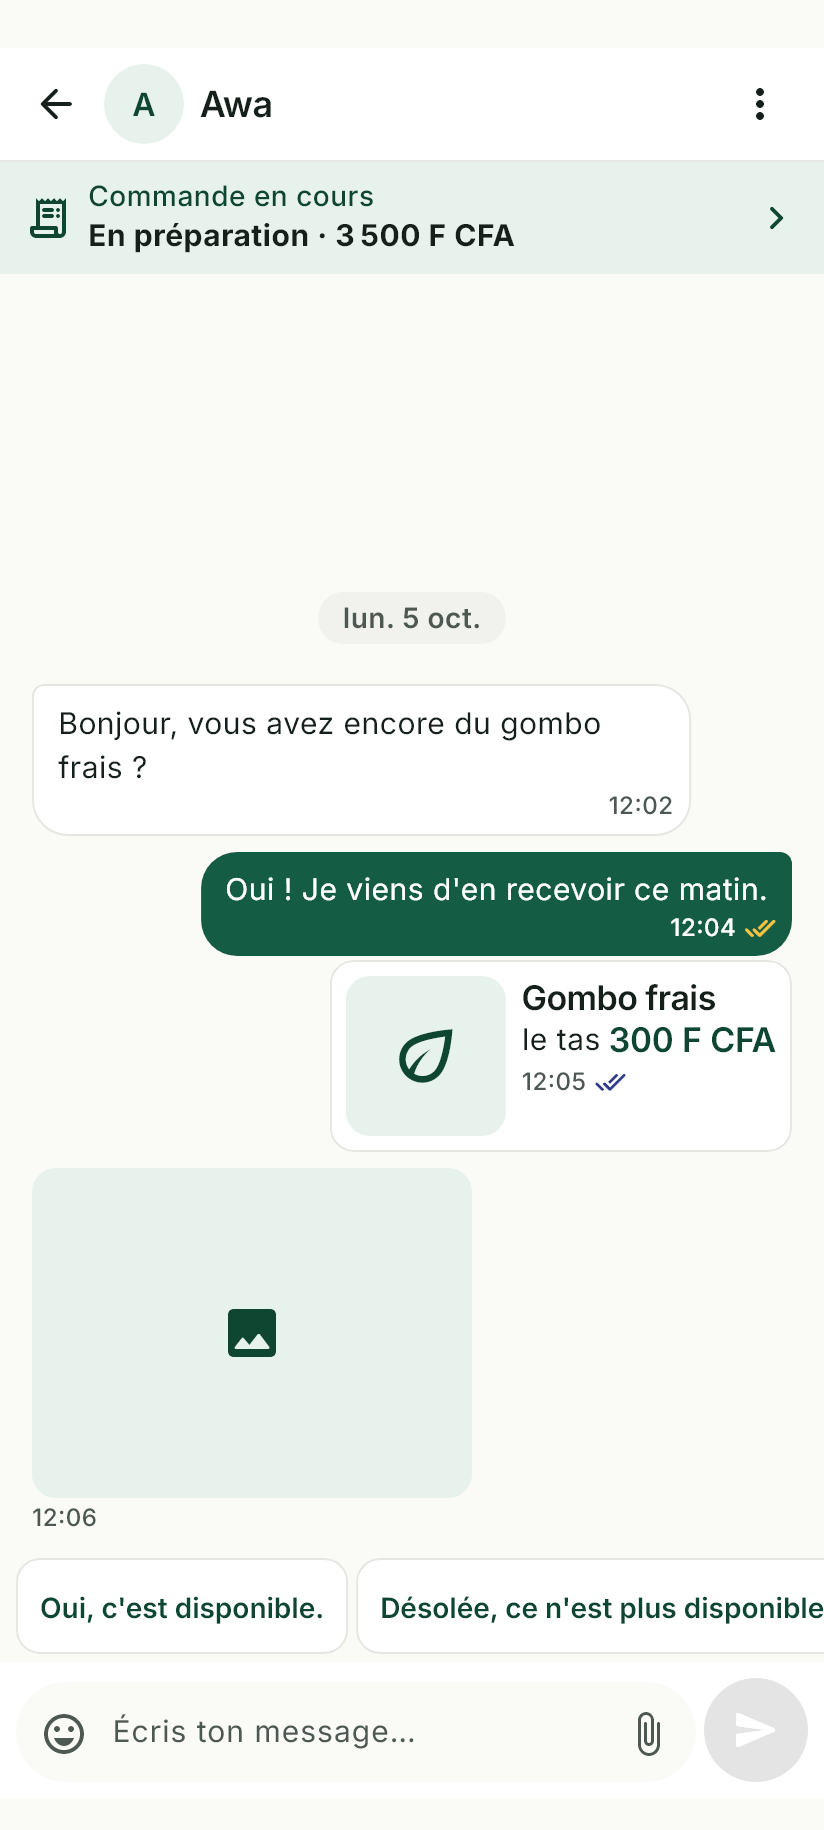 A
Awa
Commande en cours
En préparation · 3 500 F CFA
lun. 5 oct.
Bonjour, vous avez encore du gombo
frais ?
12:02
Oui ! Je viens d'en recevoir ce matin.
12:04
Gombo frais
le tas 300 F CFA
12:05
12:06
Oui, c'est disponible.
Désolée, ce n'est plus disponible
Écris ton message...